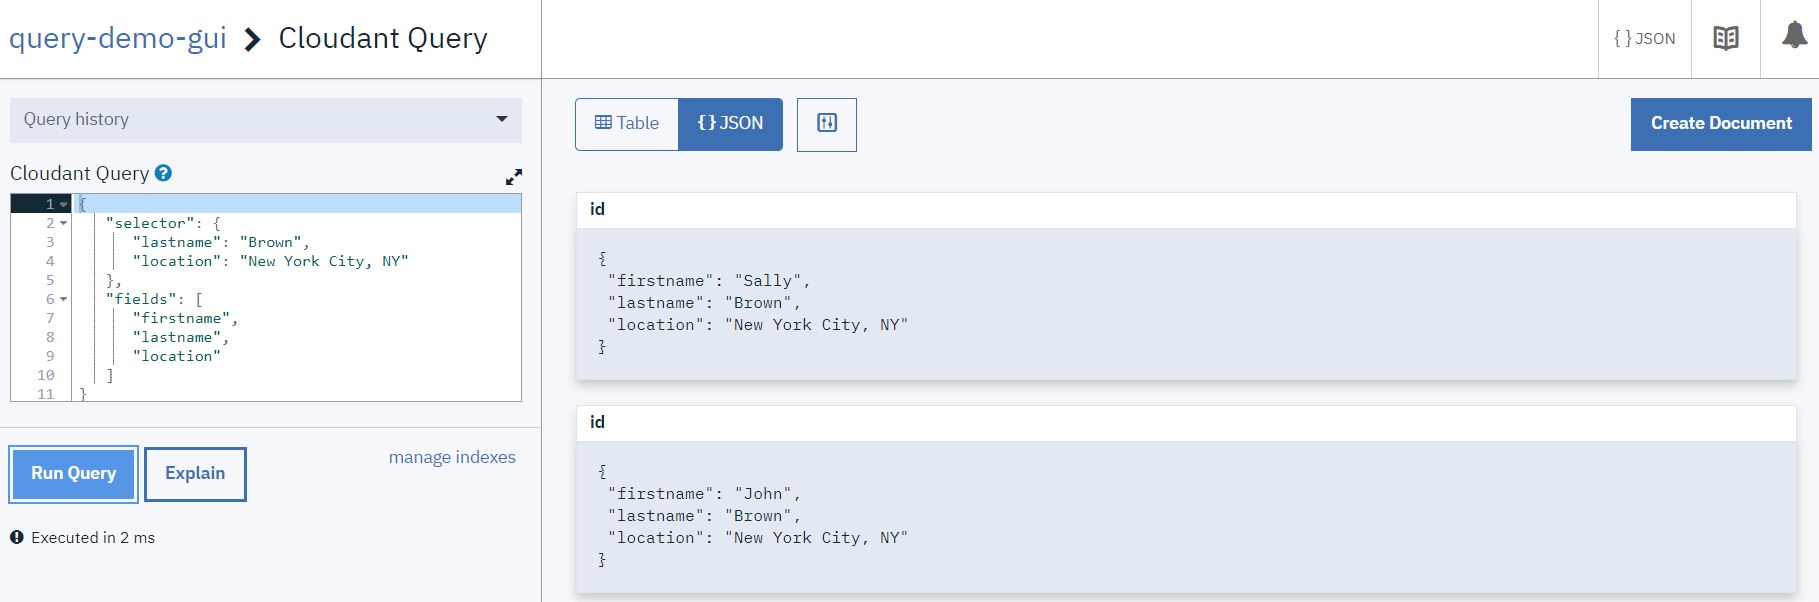 query-demo-gui > Cloudant Query
{ } JSON
Query history
Cloudant Query ?
1 {
2 "selector": {
3 "lastname": "Brown",
4 "location": "New York City, NY"
5 },
6 "fields": [
7 "firstname",
8 "lastname",
9 "location"
10 ]
11 }
Run Query
Explain
manage indexes
Executed in 2 ms
Table
{ } JSON
Create Document
id
{
"firstname": "Sally",
"lastname": "Brown",
"location": "New York City, NY"
}
id
{
"firstname": "John",
"lastname": "Brown",
"location": "New York City, NY"
}